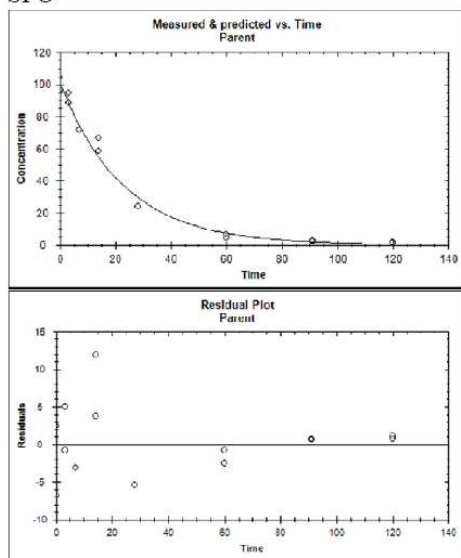 Measured & predicted vs. Time
Parent
120
100
80
60
40
20
0
Concentration
0 20 40 60 80 100 120 140
Time
Residual Plot
Parent
15
10
5
0
-5
-10
Residuals
0 20 40 60 80 100 120 140
Time